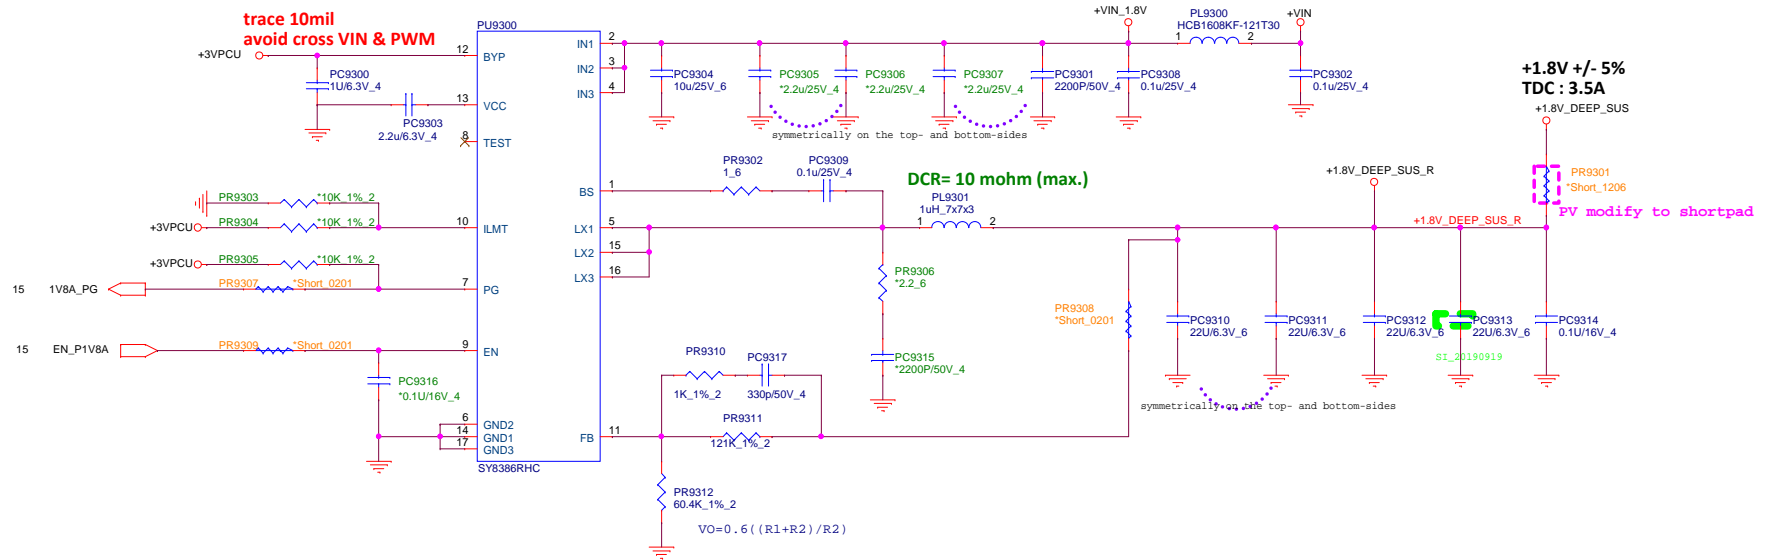 trace 10mil
avoid cross VIN & PWM
+3VPCU
PC9300
1U/6.3V_4
PC9303
2.2u/6.3V_4
PU9300
12
BYP
13
VCC
8
TEST
10
ILMT
7
PG
9
EN
6
GND2
14
GND1
17
GND3
SY8386RHC
IN1
2
IN2
3
IN3
4
BS
1
LX1
5
LX2
15
LX3
16
FB
11
PR9303
*10K_1%_2
+3VPCU
PR9304
*10K_1%_2
+3VPCU
PR9305
*10K_1%_2
15
1V8A_PG
PR9307
*Short_0201
15
EN_P1V8A
PR9309
*Short_0201
PC9316
*0.1U/16V_4
PC9304
10u/25V_6
PC9305
*2.2u/25V_4
PC9306
*2.2u/25V_4
PC9307
*2.2u/25V_4
PC9301
2200P/50V_4
PC9308
0.1u/25V_4
symmetrically on the top- and bottom-sides
+VIN_1.8V
PL9300
HCB1608KF-121T30
1
2
+VIN
PC9302
0.1u/25V_4
PR9302
1_6
PC9309
0.1u/25V_4
DCR= 10 mohm (max.)
PL9301
1uH_7x7x3
1
2
PR9306
*2.2_6
PC9315
*2200P/50V_4
PR9310
1K_1%_2
PC9317
330p/50V_4
PR9311
121K_1%_2
PR9312
60.4K_1%_2
VO=0.6((R1+R2)/R2)
PR9308
*Short_0201
PC9310
22U/6.3V_6
PC9311
22U/6.3V_6
PC9312
22U/6.3V_6
PC9313
22U/6.3V_6
PC9314
0.1U/16V_4
SI_20190919
symmetrically on the top- and bottom-sides
+1.8V_DEEP_SUS_R
+1.8V_DEEP_SUS_R
+1.8V +/- 5%
TDC : 3.5A
+1.8V_DEEP_SUS
PR9301
*Short_1206
PV modify to shortpad